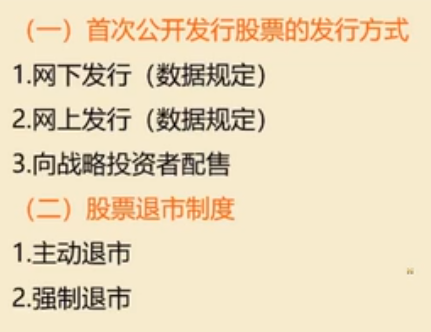 （一）首次公开发行股票的发行方式
1.网下发行（数据规定）
2.网上发行（数据规定）
3.向战略投资者配售
（二）股票退市制度
1.主动退市
2.强制退市